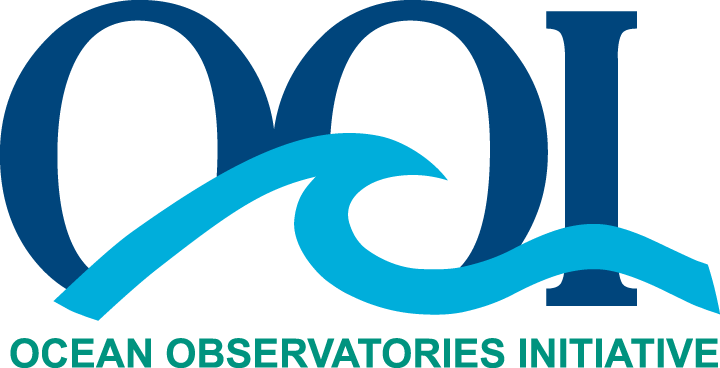 OOI
OCEAN OBSERVATORIES INITIATIVE